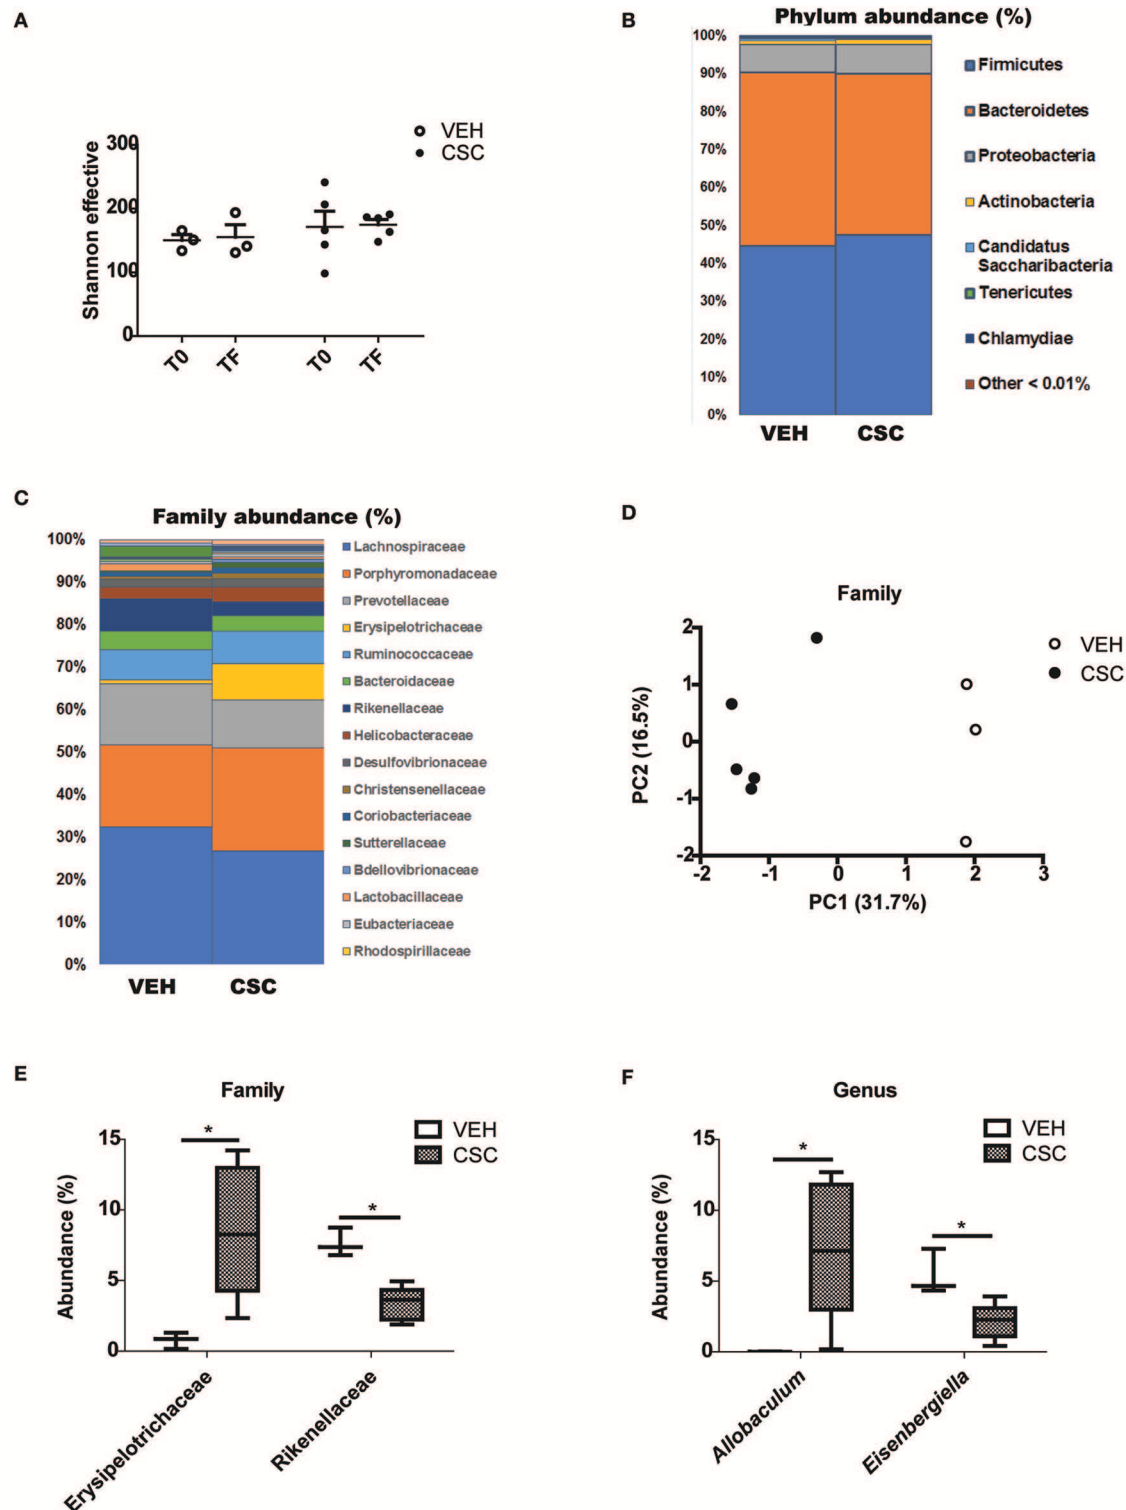 A
300
200
100
0
Shannon effective
VEH
CSC
T0
TF
T0
TF
B
Phylum abundance (%)
100%
90%
80%
70%
60%
50%
40%
30%
20%
10%
0%
VEH
CSC
Firmicutes
Bacteroidetes
Proteobacteria
Actinobacteria
Candidatus
Saccharibacteria
Tenericutes
Chlamydiae
Other < 0.01%
C
Family abundance (%)
100%
90%
80%
70%
60%
50%
40%
30%
20%
10%
0%
VEH
CSC
Lachnospiraceae
Porphyromonadaceae
Prevotellaceae
Erysipelotrichaceae
Ruminococcaceae
Bacteroidaceae
Rikenellaceae
Helicobacteraceae
Desulfovibrionaceae
Christensenellaceae
Coriobacteriaceae
Sutterellaceae
Bdellovibrionaceae
Lactobacillaceae
Eubacteriaceae
Rhodospirillaceae
D
Family
VEH
CSC
2
1
0
-1
-2
PC2 (16.5%)
-2
-1
0
1
2
3
PC1 (31.7%)
E
Family
VEH
CSC
15
10
5
0
Abundance (%)
*
*
Erysipelotrichaceae
Rikenellaceae
F
Genus
VEH
CSC
15
10
5
0
Abundance (%)
*
*
Allobaculum
Eisenbergiella